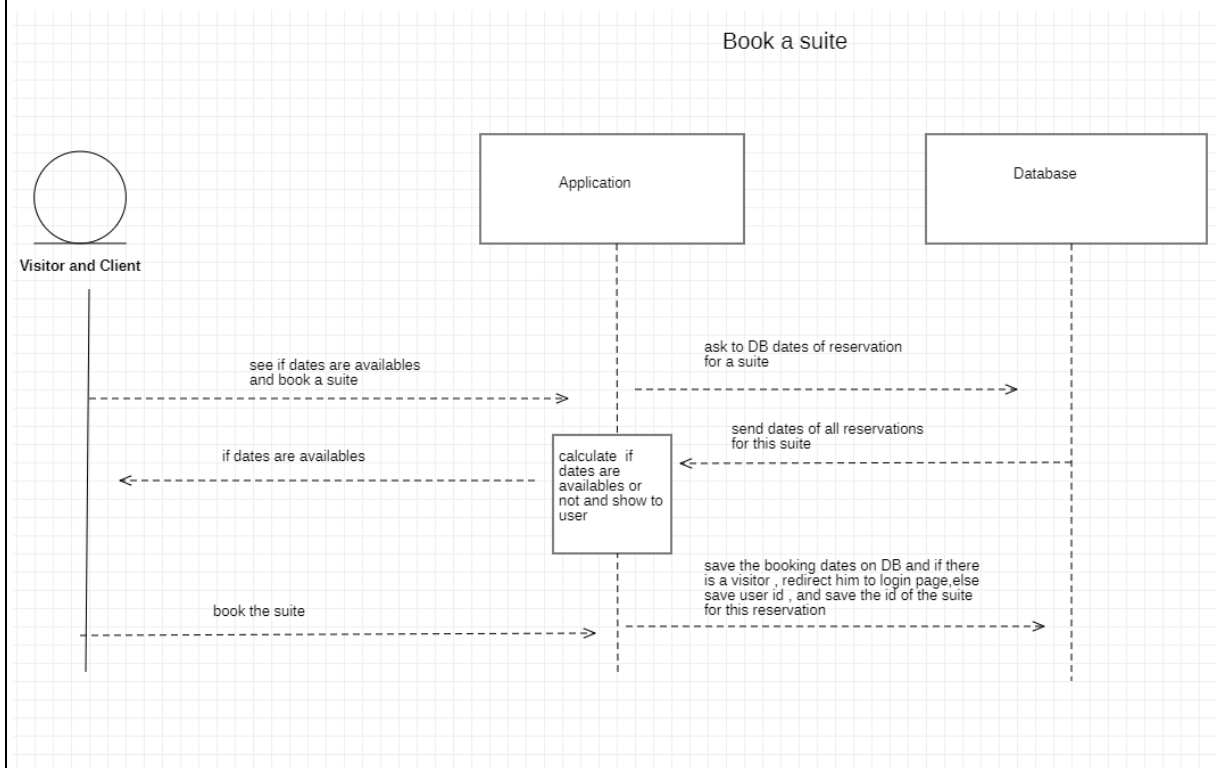 Book a suite
Application
Database
Visitor and Client
ask to DB dates of reservation
for a suite
see if dates are availables
and book a suite
send dates of all reservations
for this suite
if dates are availables
calculate  if
dates are
availables or
not and show to
user
save the booking dates on DB and if there
is a visitor , redirect him to login page,else
save user id , and save the id of the suite
for this reservation
book the suite